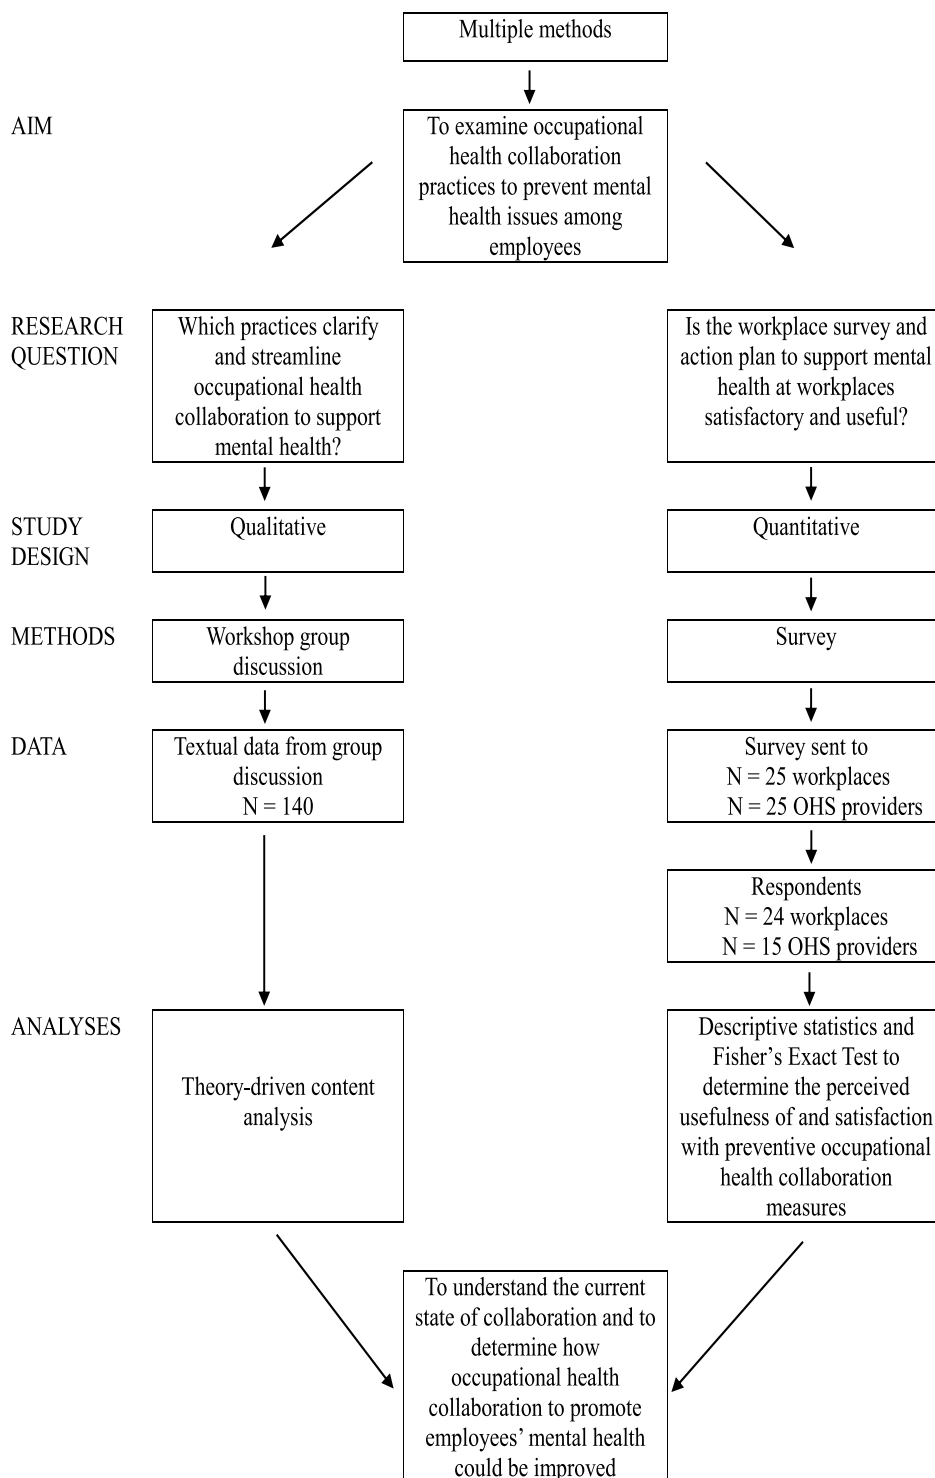 Multiple methods
AIM
To examine occupational
health collaboration
practices to prevent mental
health issues among
employees
RESEARCH
QUESTION
Which practices clarify
and streamline
occupational health
collaboration to support
mental health?
Is the workplace survey and
action plan to support mental
health at workplaces
satisfactory and useful?
STUDY
DESIGN
Qualitative
Quantitative
METHODS
Workshop group
discussion
Survey
DATA
Textual data from group
discussion
N = 140
Survey sent to
N = 25 workplaces
N = 25 OHS providers
Respondents
N = 24 workplaces
N = 15 OHS providers
ANALYSES
Theory-driven content
analysis
Descriptive statistics and
Fisher’s Exact Test to
determine the perceived
usefulness of and satisfaction
with preventive occupational
health collaboration
measures
To understand the current
state of collaboration and to
determine how
occupational health
collaboration to promote
employees’ mental health
could be improved